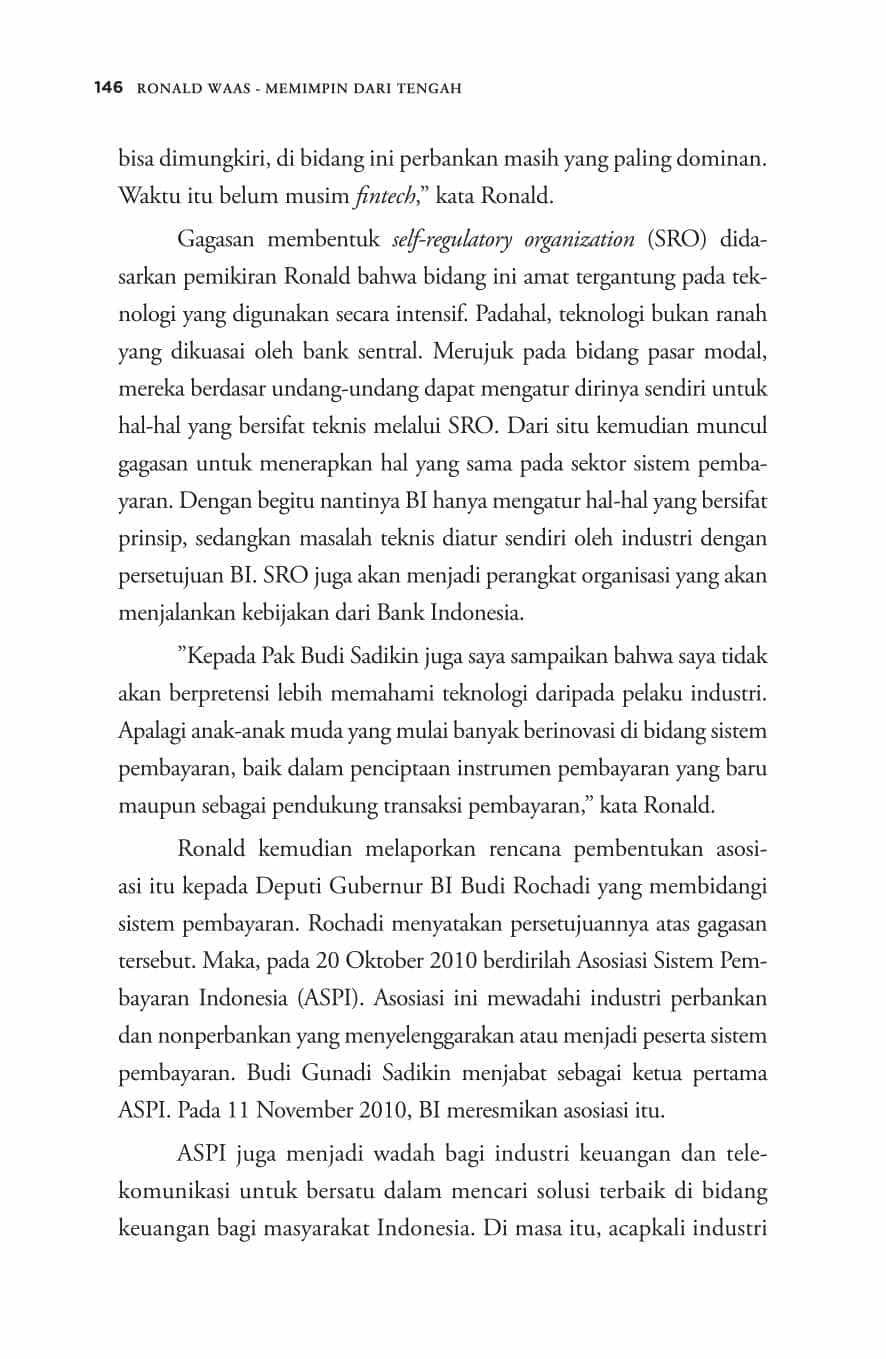 146 RONALD WAAS - MEMIMPIN DARI TENGAH
bisa dimungkiri, di bidang ini perbankan masih yang paling dominan.
Waktu itu belum musim fintech,” kata Ronald.
Gagasan membentuk self-regulatory organization (SRO) dida-
sarkan pemikiran Ronald bahwa bidang ini amat tergantung pada tek-
nologi yang digunakan secara intensif. Padahal, teknologi bukan ranah
yang dikuasai oleh bank sentral. Merujuk pada bidang pasar modal,
mereka berdasar undang-undang dapat mengatur dirinya sendiri untuk
hal-hal yang bersifat teknis melalui SRO. Dari situ kemudian muncul
gagasan untuk menerapkan hal yang sama pada sektor sistem pemba-
yaran. Dengan begitu nantinya BI hanya mengatur hal-hal yang bersifat
prinsip, sedangkan masalah teknis diatur sendiri oleh industri dengan
persetujuan BI. SRO juga akan menjadi perangkat organisasi yang akan
menjalankan kebijakan dari Bank Indonesia.
”Kepada Pak Budi Sadikin juga saya sampaikan bahwa saya tidak
akan berpretensi lebih memahami teknologi daripada pelaku industri.
Apalagi anak-anak muda yang mulai banyak berinovasi di bidang sistem
pembayaran, baik dalam penciptaan instrumen pembayaran yang baru
maupun sebagai pendukung transaksi pembayaran,” kata Ronald.
Ronald kemudian melaporkan rencana pembentukan asosi-
asi itu kepada Deputi Gubernur BI Budi Rochadi yang membidangi
sistem pembayaran. Rochadi menyatakan persetujuannya atas gagasan
tersebut. Maka, pada 20 Oktober 2010 berdirilah Asosiasi Sistem Pem-
bayaran Indonesia (ASPI). Asosiasi ini mewadahi industri perbankan
dan nonperbankan yang menyelenggarakan atau menjadi peserta sistem
pembayaran. Budi Gunadi Sadikin menjabat sebagai ketua pertama
ASPI. Pada 11 November 2010, BI meresmikan asosiasi itu.
ASPI juga menjadi wadah bagi industri keuangan dan tele-
komunikasi untuk bersatu dalam mencari solusi terbaik di bidang
keuangan bagi masyarakat Indonesia. Di masa itu, acapkali industri